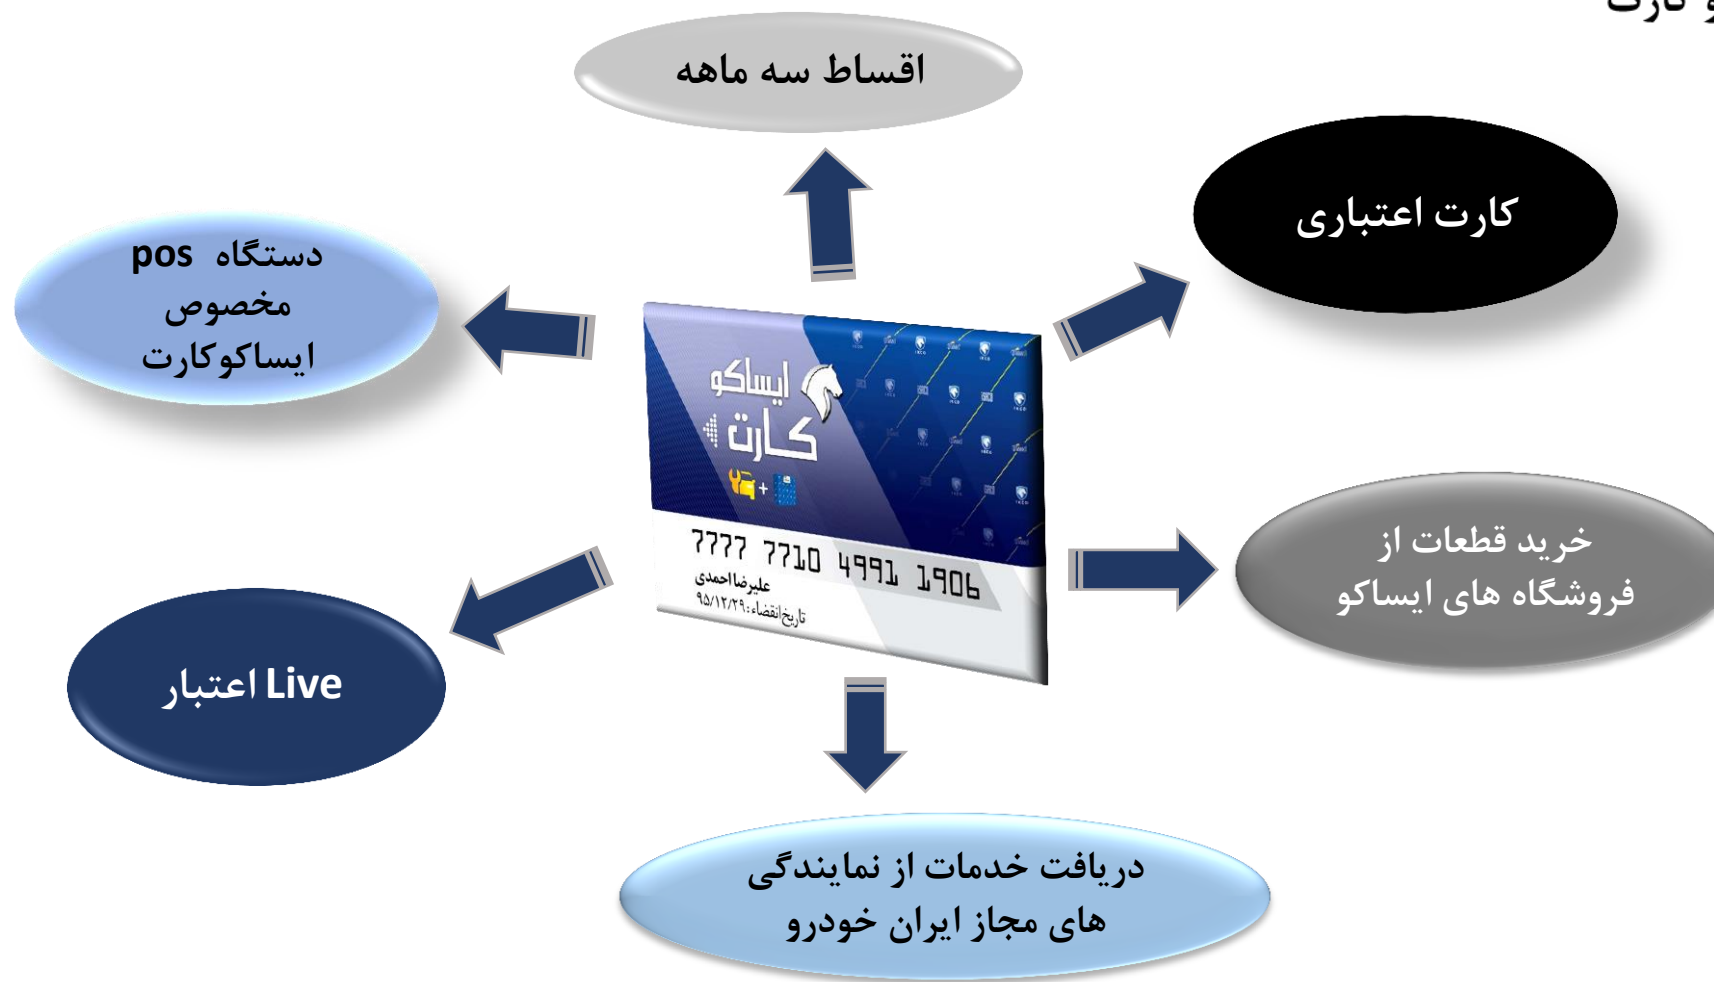 و کارت
اقساط سه ماهه
کارت اعتباری
دستگاه pos
مخصوص
ایساکوکارت
ایساکو
کارت
7777 7710 4991 1906
علیرضا احمدی
تاریخ انقضاء: ۹۵/۱۲/۲۹
خرید قطعات از
فروشگاه های ایساکو
Live اعتبار
دریافت خدمات از نمایندگی
های مجاز ایران خودرو